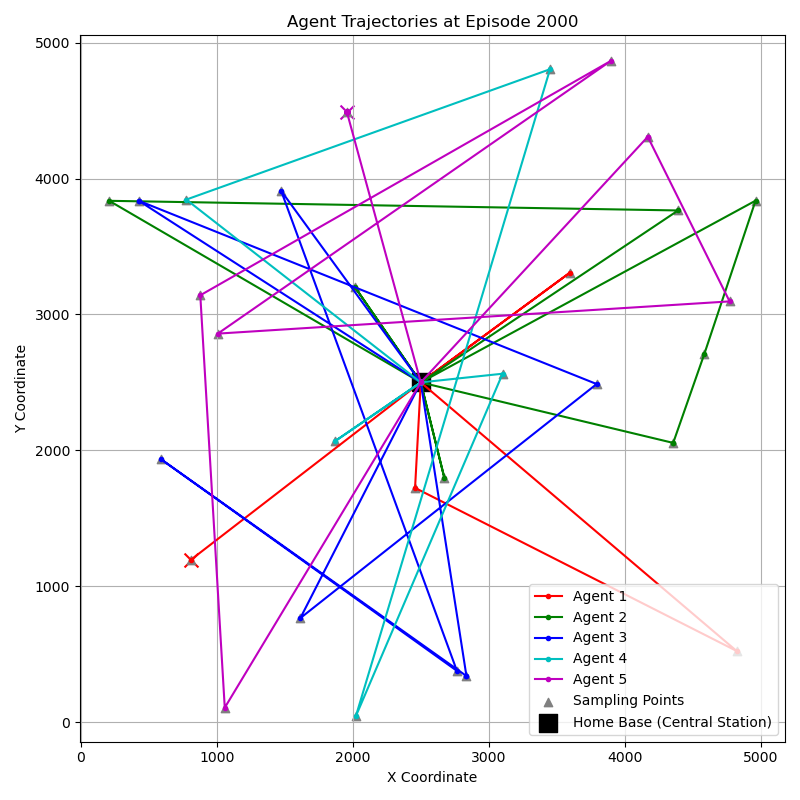 Agent Trajectories at Episode 2000
Y Coordinate
5000
4000
3000
2000
1000
0
0 1000 2000 3000 4000 5000
X Coordinate
Agent 1
Agent 2
Agent 3
Agent 4
Agent 5
Sampling Points
Home Base (Central Station)